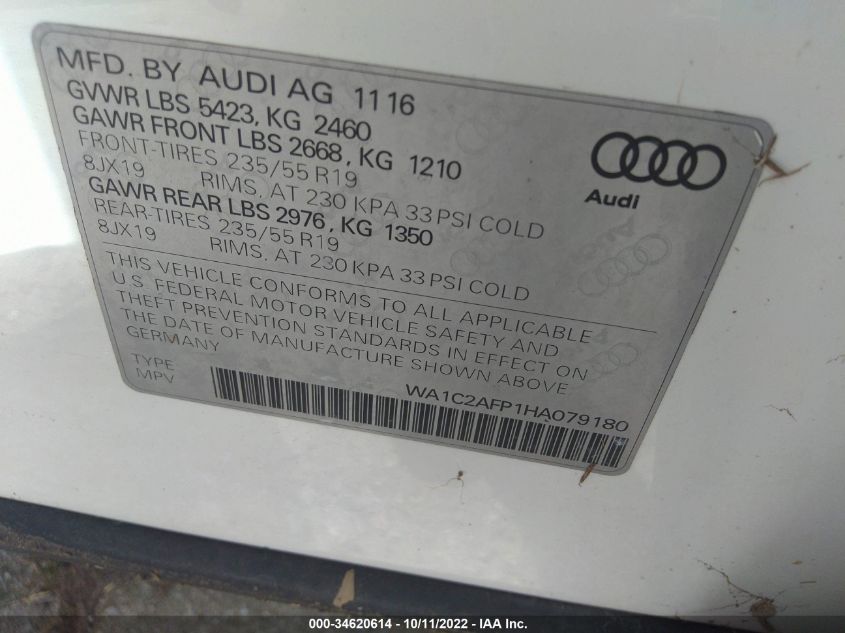 MFD. BY AUDI AG 11 16
GVWR LBS 5423, KG 2460
GAWR FRONT LBS 2668, KG 1210
FRONT-TIRES 235/55 R19
8JX19 RIMS, AT 230 KPA 33 PSI COLD
GAWR REAR LBS 2976, KG 1350
REAR-TIRES 235/55 R19
8JX19 RIMS, AT 230 KPA 33 PSI COLD
Audi
THIS VEHICLE CONFORMS TO ALL APPLICABLE
U.S. FEDERAL MOTOR VEHICLE SAFETY AND
THEFT PREVENTION STANDARDS IN EFFECT ON
THE DATE OF MANUFACTURE SHOWN ABOVE
GERMANY
TYPE WA1C2AFP1HA079180
MPV
000-34620614 - 10/11/2022 - IAA Inc.